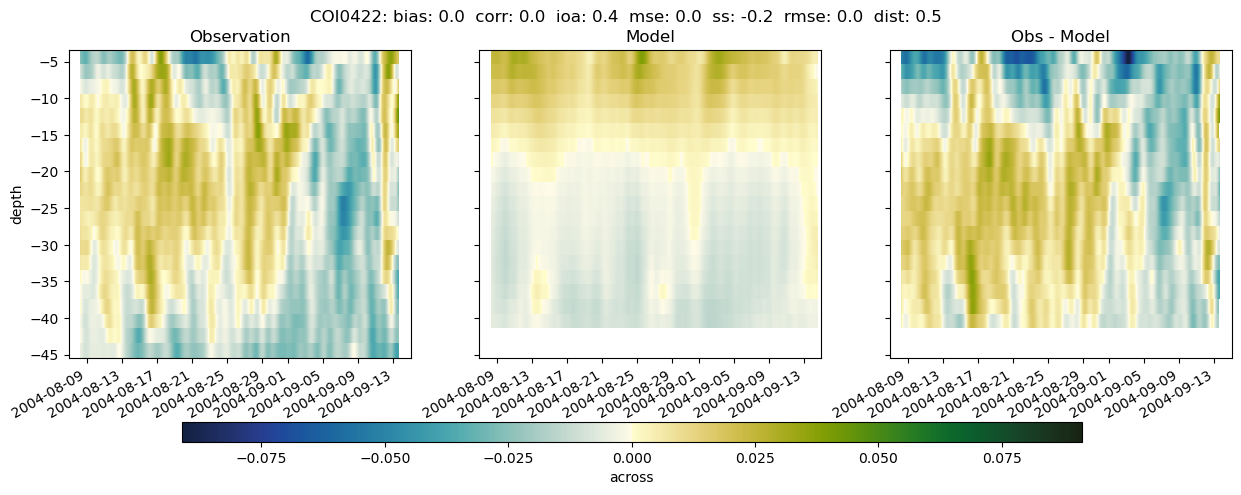 COI0422: bias: 0.0 corr: 0.0 ioa: 0.4 mse: 0.0 ss: -0.2 rmse: 0.0 dist: 0.5
Observation Model Obs - Model
depth
−5
−10
−15
−20
−25
−30
−35
−40
−45
2004-08-09 2004-08-13 2004-08-17 2004-08-21 2004-08-25 2004-08-29 2004-09-01 2004-09-05 2004-09-09 2004-09-13
2004-08-09 2004-08-13 2004-08-17 2004-08-21 2004-08-25 2004-08-29 2004-09-01 2004-09-05 2004-09-09 2004-09-13
2004-08-09 2004-08-13 2004-08-17 2004-08-21 2004-08-25 2004-08-29 2004-09-01 2004-09-05 2004-09-09 2004-09-13
−0.075 −0.050 −0.025 0.000 0.025 0.050 0.075
across